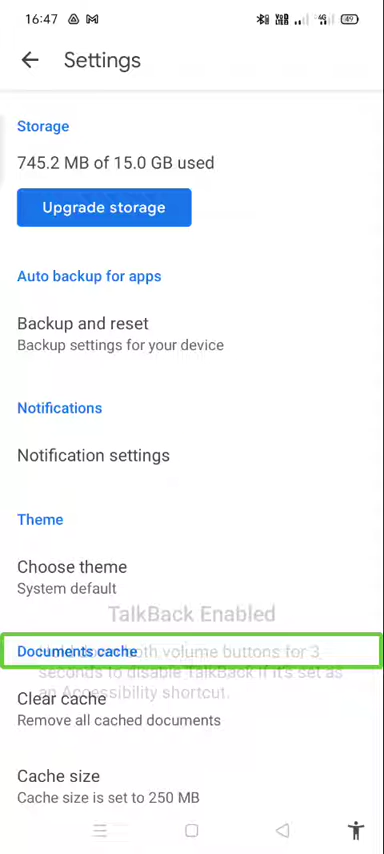 16:47
49
Settings
Storage
745.2 MB of 15.0 GB used
Upgrade storage
Auto backup for apps
Backup and reset
Backup settings for your device
Notifications
Notification settings
Theme
Choose theme
System default
TalkBack Enabled
Documents cache
both volume buttons for 3
seconds to disable TalkBack if it's set as
an Accessibility shortcut.
Clear cache
Remove all cached documents
Cache size
Cache size is set to 250 MB